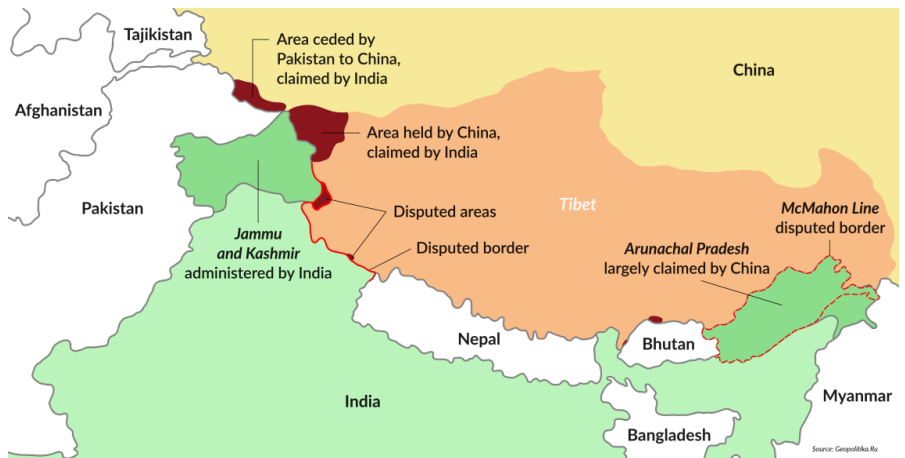 Tajikistan
Area ceded by
Pakistan to China,
claimed by India
China
Afghanistan
Area held by China,
claimed by India
Pakistan
Tibet
McMahon Line
disputed border
Disputed areas
Jammu
and Kashmir
administered by India
Disputed border
Arunachal Pradesh
largely claimed by China
Nepal
Bhutan
India
Myanmar
Bangladesh
Source: Geopolitika.Ru